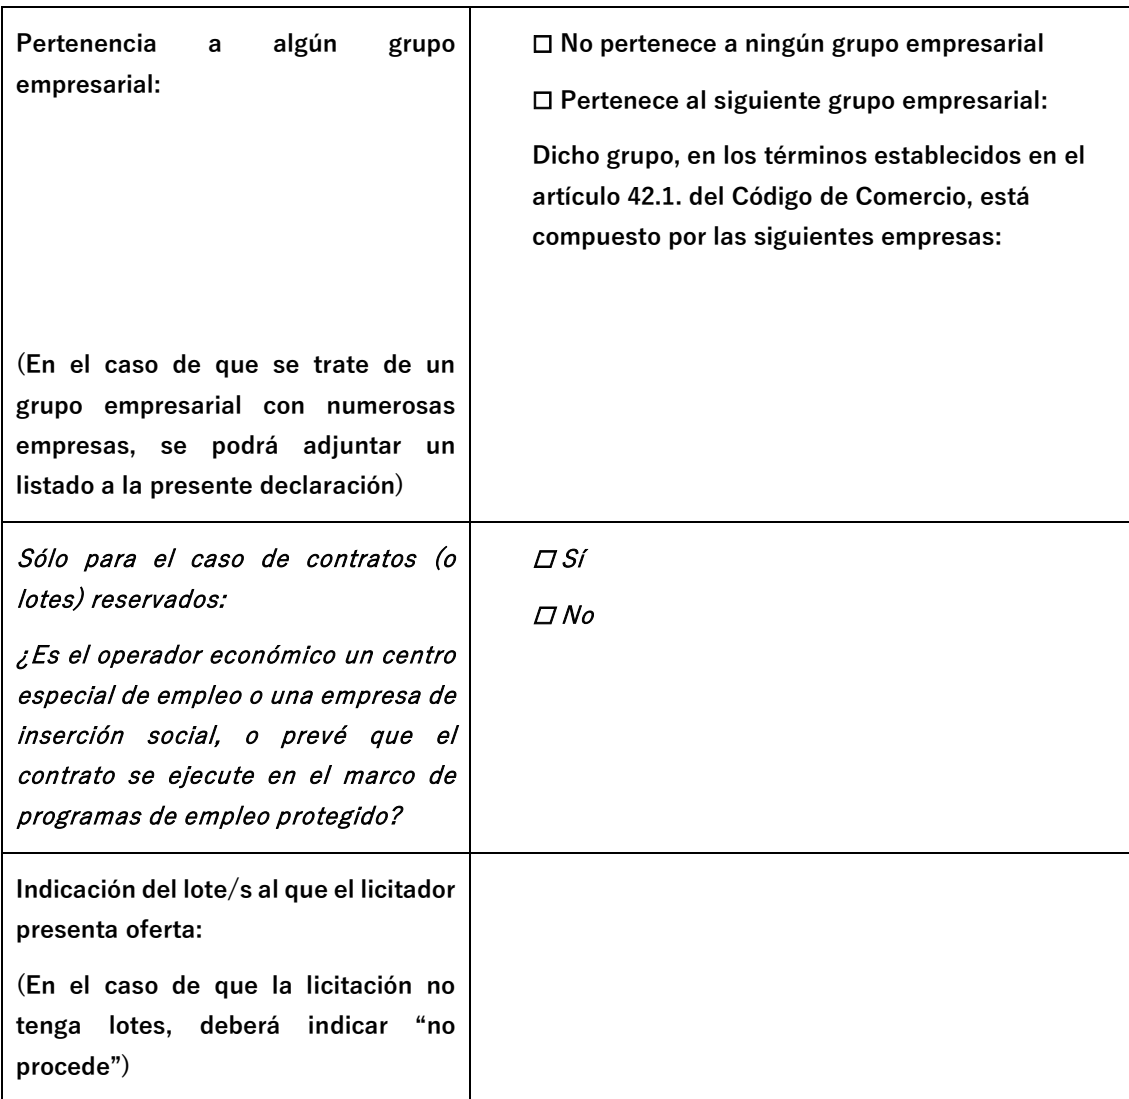 Pertenencia a algún grupo
empresarial:
(En el caso de que se trate de un
grupo empresarial con numerosas
empresas, se podrá adjuntar un
listado a la presente declaración)
☐ No pertenece a ningún grupo empresarial
☐ Pertenece al siguiente grupo empresarial:
Dicho grupo, en los términos establecidos en el
artículo 42.1. del Código de Comercio, está
compuesto por las siguientes empresas:
Sólo para el caso de contratos (o
lotes) reservados:
¿Es el operador económico un centro
especial de empleo o una empresa de
inserción social, o prevé que el
contrato se ejecute en el marco de
programas de empleo protegido?
☐ Sí
☐ No
Indicación del lote/s al que el licitador
presenta oferta:
(En el caso de que la licitación no
tenga lotes, deberá indicar “no
procede”)